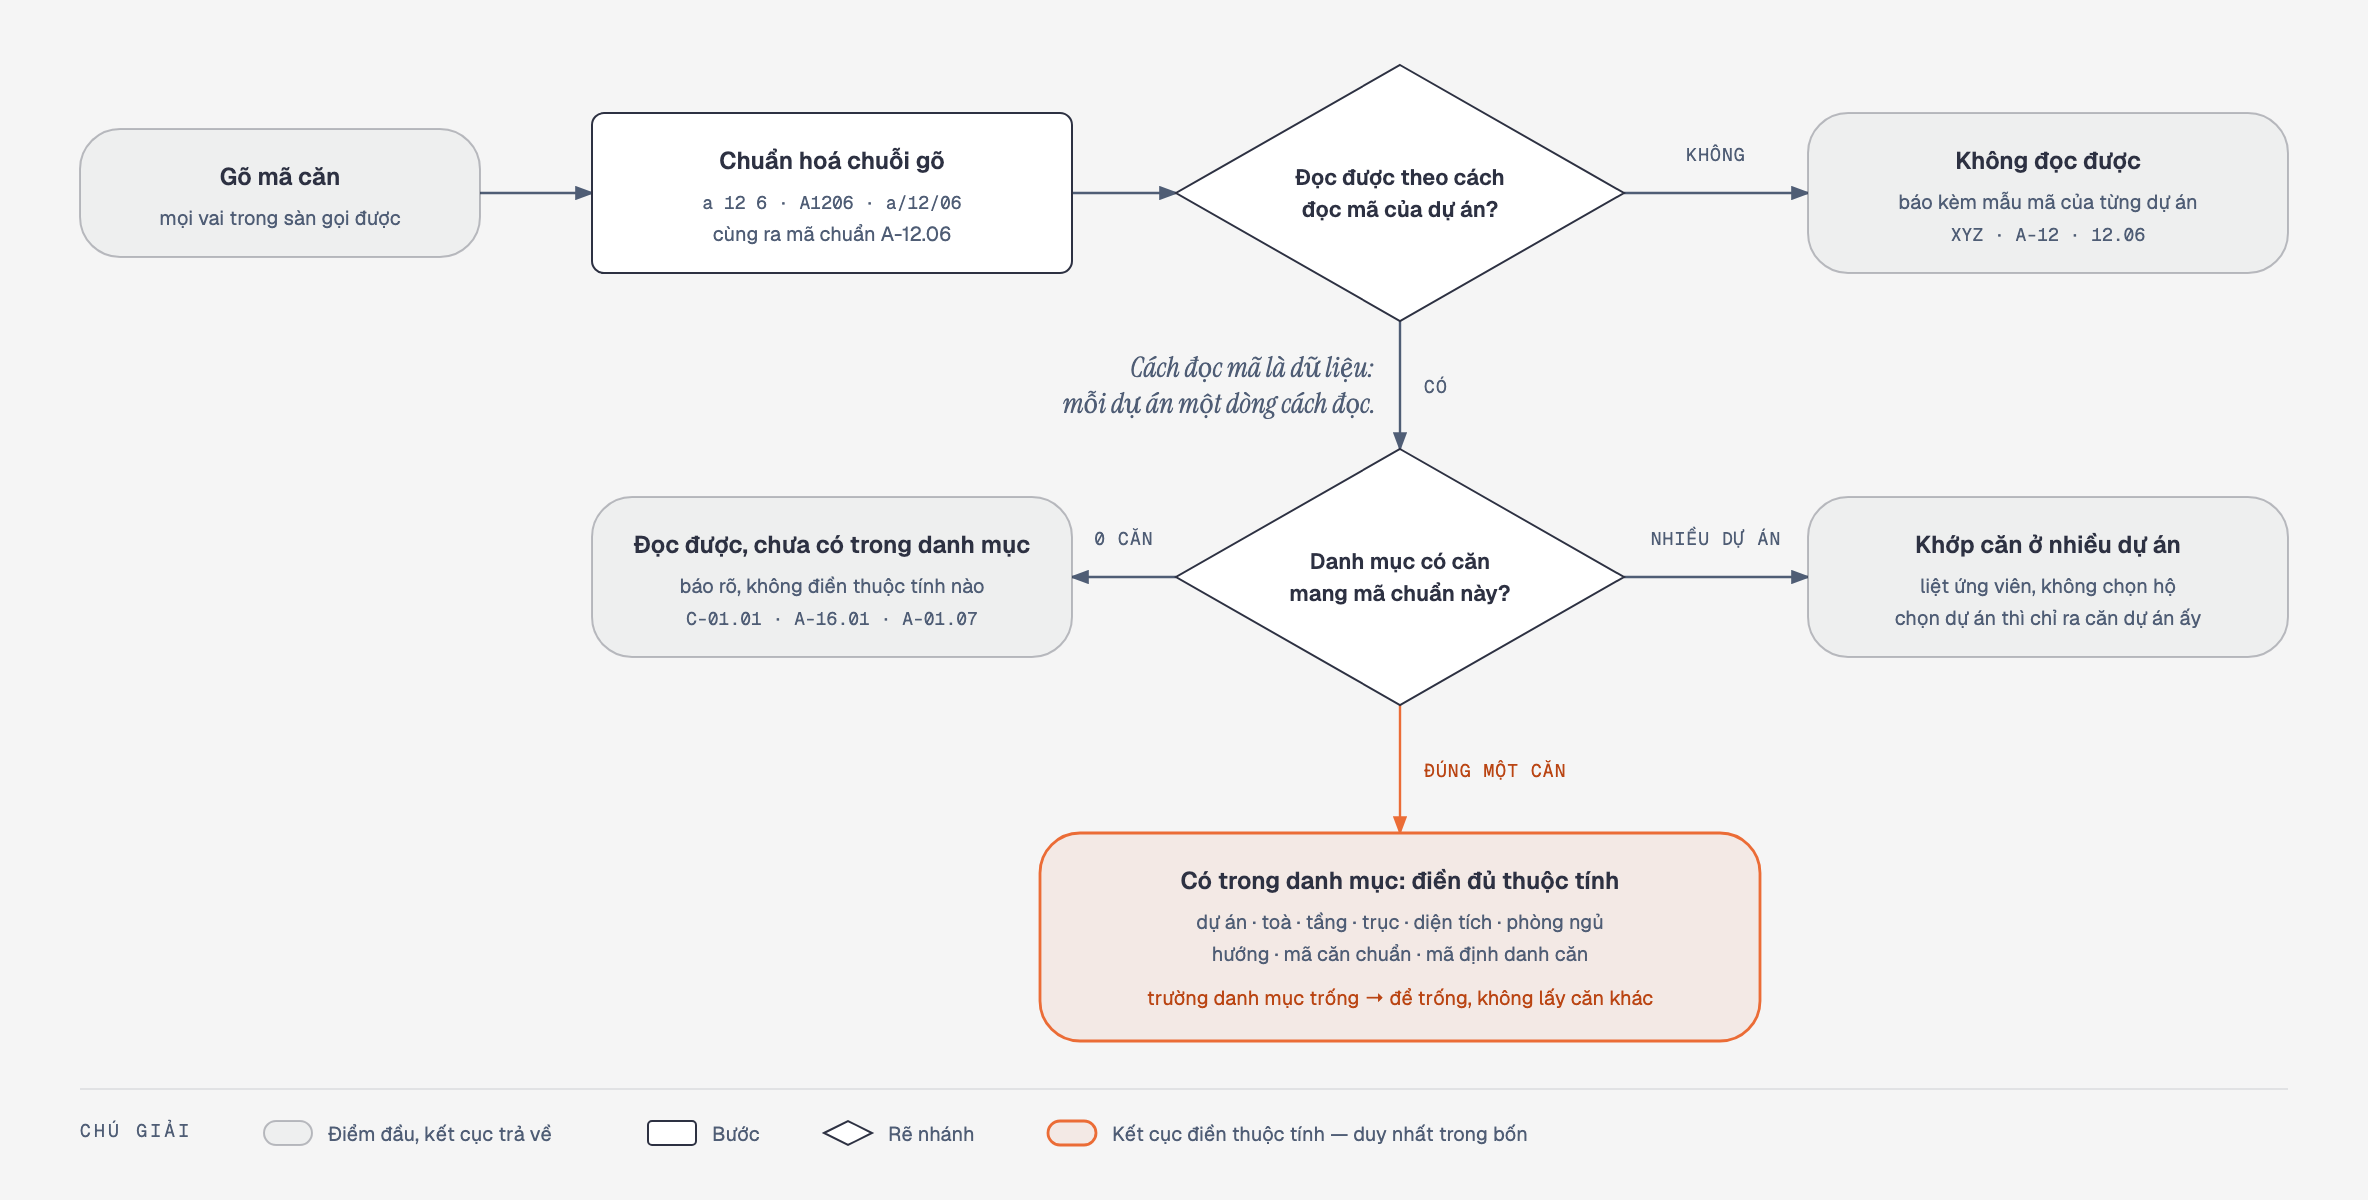 Gõ mã căn
mọi vai trong sàn gọi được
Chuẩn hoá chuỗi gõ
a 12 6 · A1206 · a/12/06
cùng ra mã chuẩn A-12.06
Đọc được theo cách
đọc mã của dự án?
KHÔNG
Không đọc được
báo kèm mẫu mã của từng dự án
XYZ · A-12 · 12.06
Cách đọc mã là dữ liệu:
mỗi dự án một dòng cách đọc.
CÓ
Đọc được, chưa có trong danh mục
báo rõ, không điền thuộc tính nào
C-01.01 · A-16.01 · A-01.07
0 CĂN
Danh mục có căn
mang mã chuẩn này?
NHIỀU DỰ ÁN
Khớp căn ở nhiều dự án
liệt ứng viên, không chọn hộ
chọn dự án thì chỉ ra căn dự án ấy
ĐÚNG MỘT CĂN
Có trong danh mục: điền đủ thuộc tính
dự án · toà · tầng · trục · diện tích · phòng ngủ
hướng · mã căn chuẩn · mã định danh căn
trường danh mục trống → để trống, không lấy căn khác
CHÚ GIẢI
Điểm đầu, kết cục trả về
Bước
Rẽ nhánh
Kết cục điền thuộc tính — duy nhất trong bốn